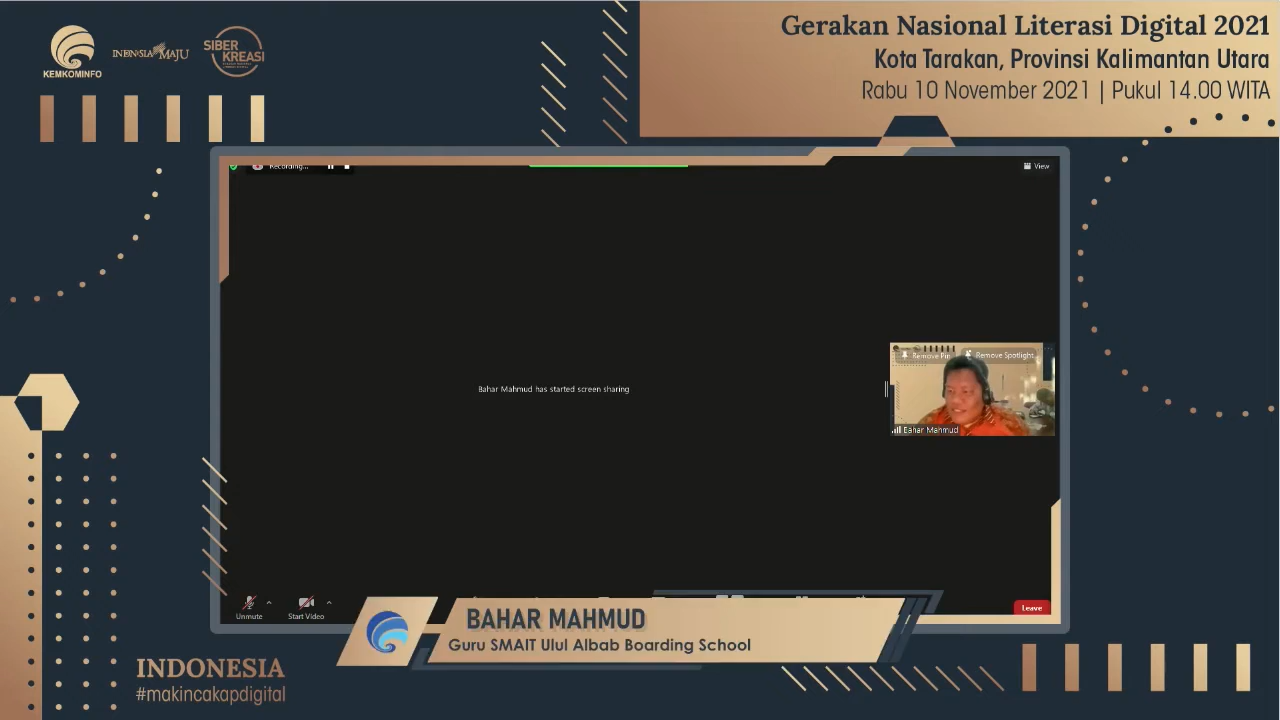 KEMKOMINFO
INDONESIA MAJU
SIBER
KREASI
Gerakan Nasional Literasi Digital 2021
Kota Tarakan, Provinsi Kalimantan Utara
Rabu 10 November 2021 | Pukul 14.00 WITA
Recording...
View
Bahar Mahmud has started screen sharing
Remove Pin
Remove Spotlight
Bahar Mahmud
Unmute
Start Video
Leave
BAHAR MAHMUD
Guru SMAIT Ulul Albab Boarding School
INDONESIA
#makincakapdigital